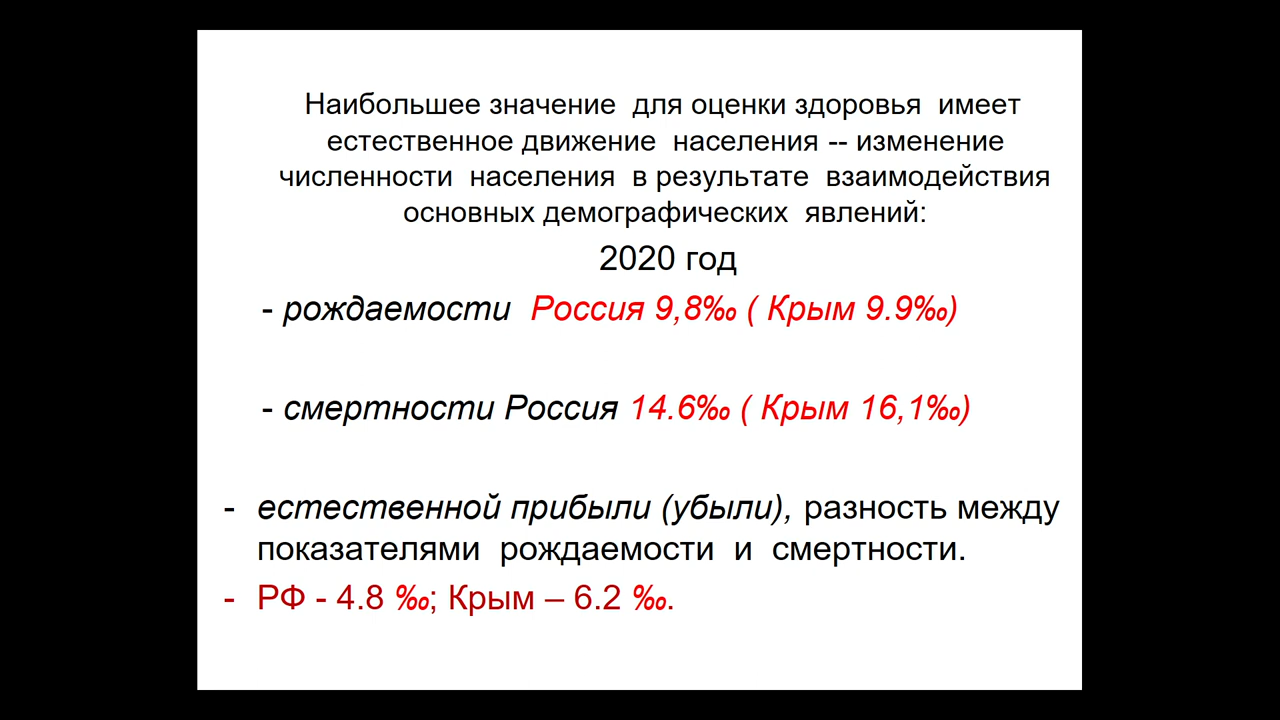 Наибольшее значение для оценки здоровья имеет
естественное движение населения -- изменение
численности населения в результате взаимодействия
основных демографических явлений:
2020 год
- рождаемости Россия 9,8‰ ( Крым 9.9‰)
- смертности Россия 14.6‰ ( Крым 16,1‰)
- естественной прибыли (убыли), разность между
показателями рождаемости и смертности.
- РФ - 4.8 ‰; Крым – 6.2 ‰.